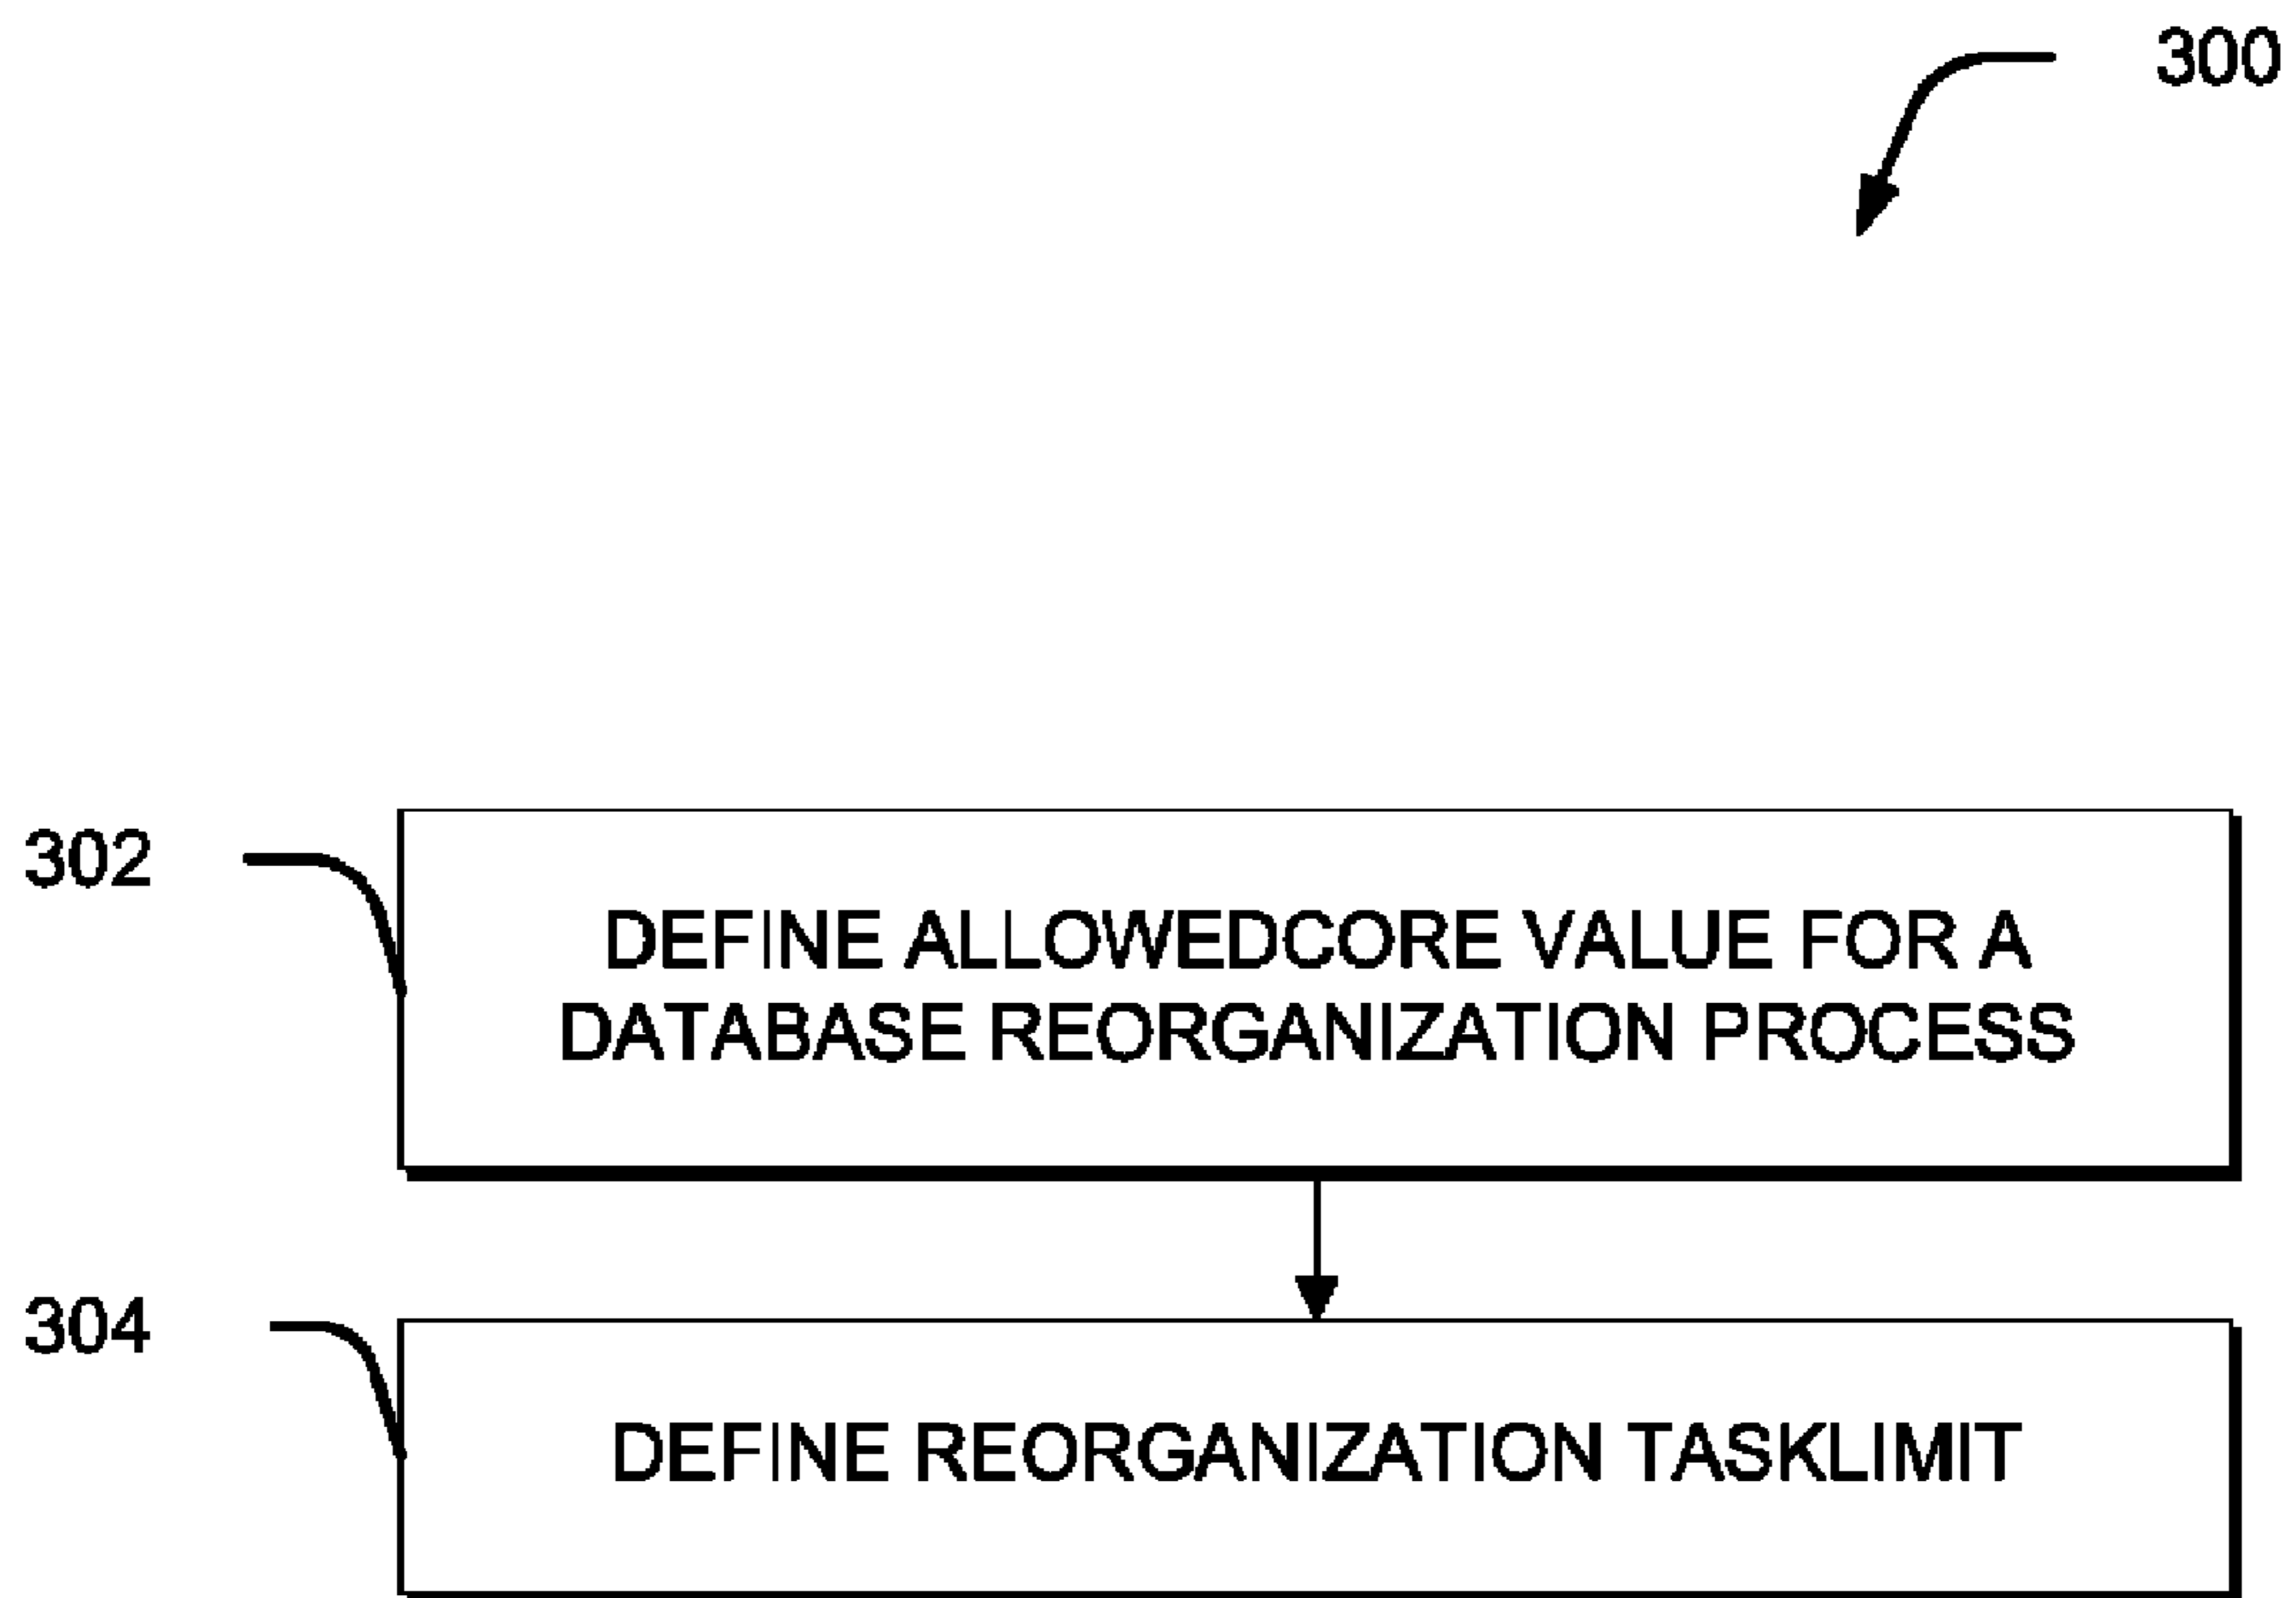 300
302
DEFINE ALLOWEDCORE VALUE FOR A
DATABASE REORGANIZATION PROCESS
304
DEFINE REORGANIZATION TASKLIMIT